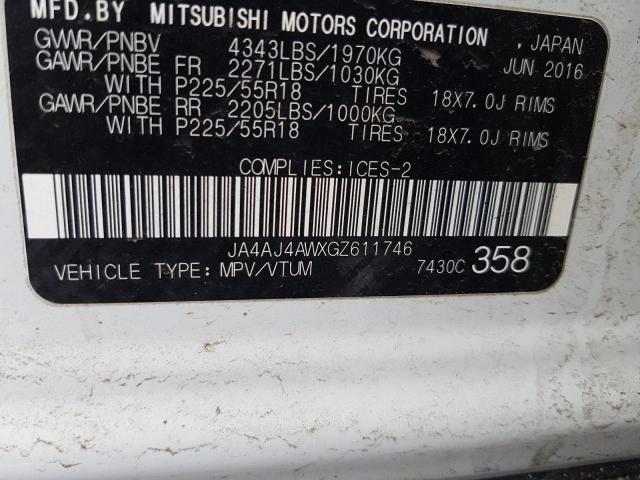 MFD.BY MITSUBISHI MOTORS CORPORATION , JAPAN
GVWR/PNBV 4343LBS/1970KG JUN 2016
GAWR/PNBE FR 2271LBS/1030KG
WITH P225/55R18 TIRES 18X7.0J RIMS
GAWR/PNBE RR 2205LBS/1000KG
WITH P225/55R18 TIRES 18X7.0J RIMS
COMPLIES:ICES-2
JA4AJ4AWXGZ611746
VEHICLE TYPE:MPV/VTUM 7430C 358